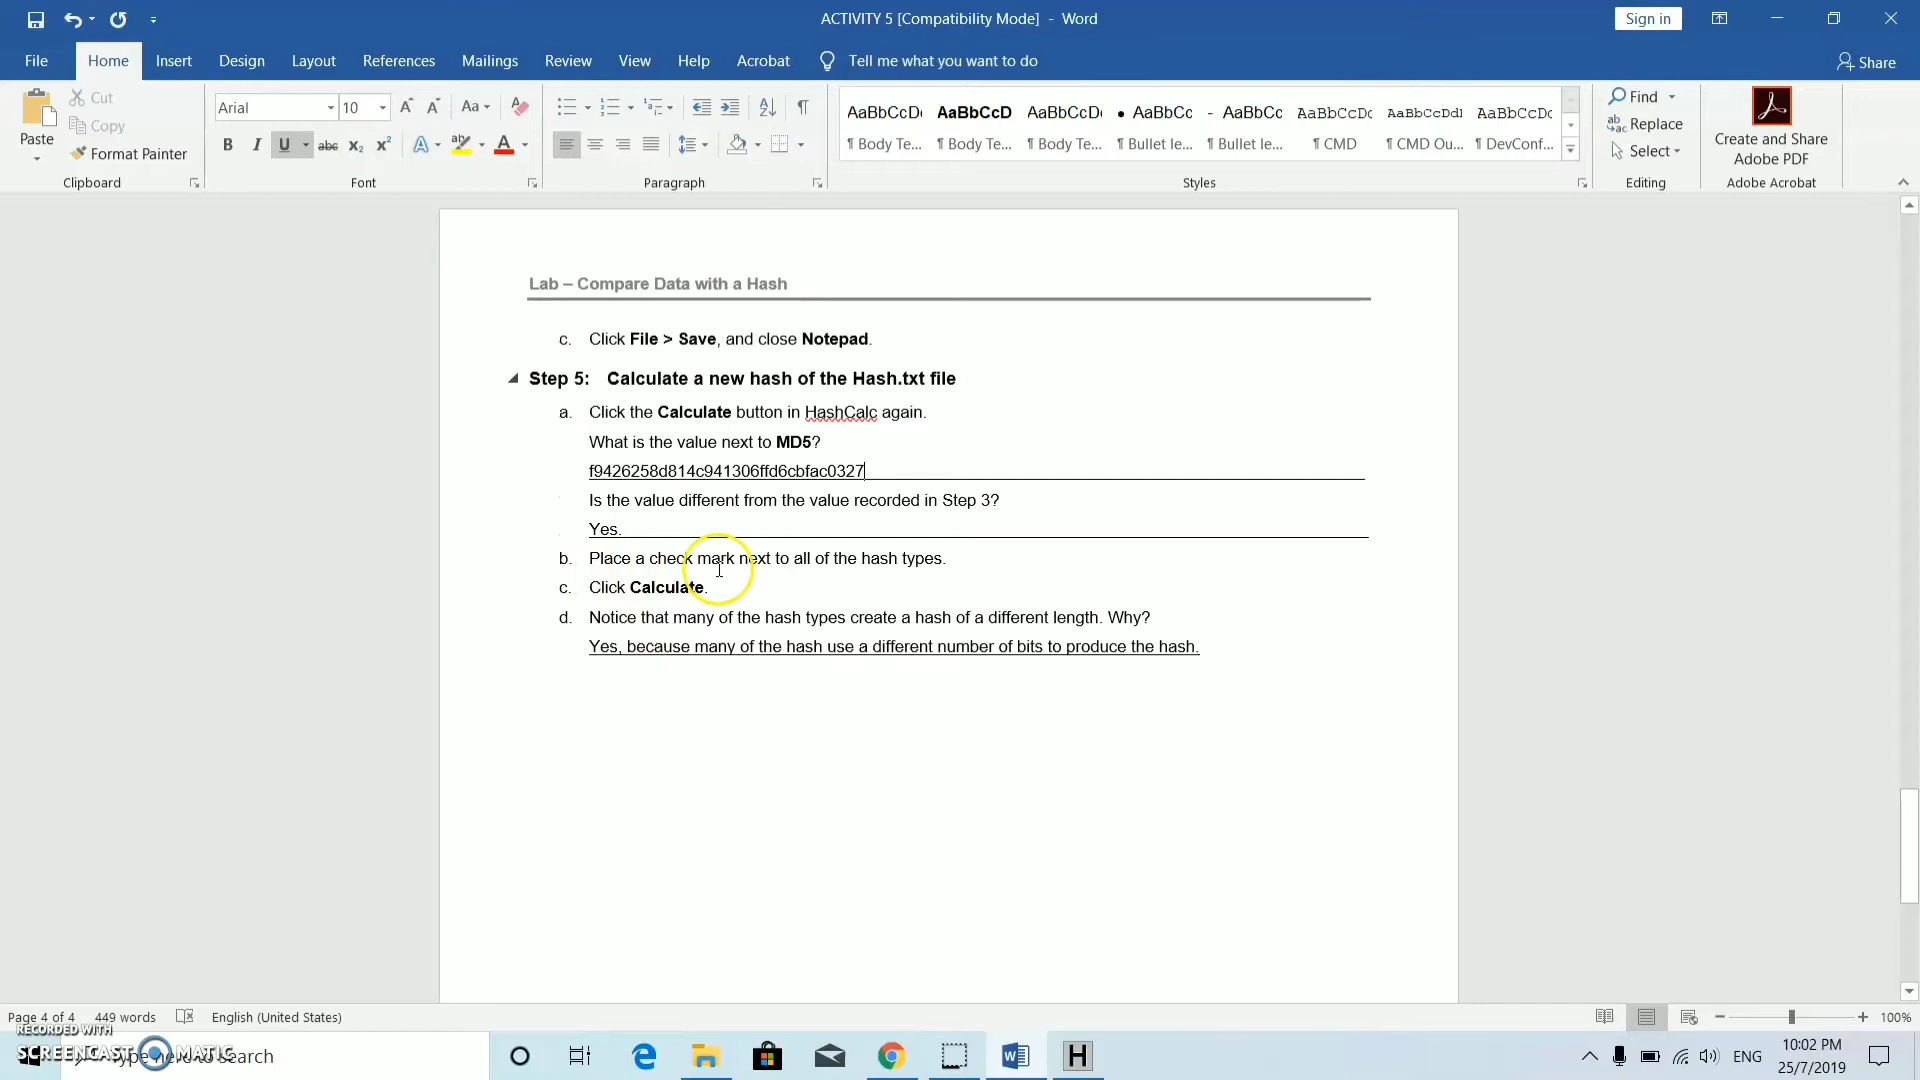 ACTIVITY 5 [Compatibility Mode] - Word
Sign in
File Home Insert Design Layout References Mailings Review View Help Acrobat Tell me what you want to do Share
Paste
Cut
Copy
Format Painter
Clipboard
Arial 10
Font
Paragraph
AaBbCcD AaBbCcD AaBbCcD AaBbCc - AaBbCc AaBbCcDc AaBbCcDdI AaBbCcDc
¶ Body Te... ¶ Body Te... ¶ Body Te... ¶ Bullet le... ¶ Bullet le... ¶ CMD ¶ CMD Ou... ¶ DevConf...
Styles
Find
Replace
Select
Editing
Create and Share
Adobe PDF
Adobe Acrobat
Lab – Compare Data with a Hash
c. Click File > Save, and close Notepad.
Step 5: Calculate a new hash of the Hash.txt file
a. Click the Calculate button in HashCalc again.
What is the value next to MD5?
f9426258d814c941306ffd6cbfac0327
Is the value different from the value recorded in Step 3?
Yes.
b. Place a check mark next to all of the hash types.
c. Click Calculate.
d. Notice that many of the hash types create a hash of a different length. Why?
Yes, because many of the hash use a different number of bits to produce the hash.
Page 4 of 4 449 words English (United States) 100%
RECORDED WITH
SCREENCAST MATIC
Type here to search
ENG
10:02 PM
25/7/2019